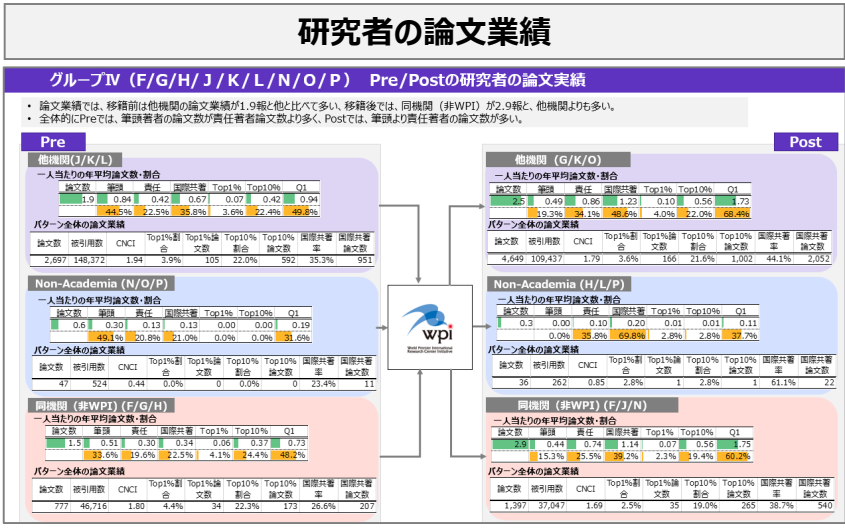 研究者の論文業績
グループⅣ（F/G/H/ J / K / L / N / O / P ） Pre/Postの研究者の論文実績
• 論文業績では、移籍前は他機関の論文業績が1.9報と他と比べて多い、移籍後では、同機関（非WPI）が2.9報と、他機関よりも多い。
• 全体的にPreでは、筆頭著者の論文数が責任著者論文数より多く、Postでは、筆頭より責任著者の論文数が多い。
Pre
他機関(J/K/L)
一人当たりの年平均論文数・割合
論文数 筆頭 責任 国際共著 Top1% Top10% Q1
1.9 0.84 0.42 0.67 0.07 0.42 0.94
44.5% 22.5% 35.8% 3.6% 22.4% 49.8%
パターン全体の論文業績
論文数 被引用数 CNCI Top1%割合 Top1%論文数 Top10%割合 Top10%論文数 国際共著率 国際共著論文数
2,697 148,372 1.94 3.9% 105 22.0% 592 35.3% 951
Non-Academia (N/O/P)
一人当たりの年平均論文数・割合
論文数 筆頭 責任 国際共著 Top1% Top10% Q1
0.6 0.30 0.13 0.13 0.00 0.00 0.19
49.1% 20.8% 21.0% 0.0% 0.0% 31.6%
パターン全体の論文業績
論文数 被引用数 CNCI Top1%割合 Top1%論文数 Top10%割合 Top10%論文数 国際共著率 国際共著論文数
47 524 0.44 0.0% 0 0.0% 0 23.4% 11
同機関（非WPI) (F/G/H)
一人当たりの年平均論文数・割合
論文数 筆頭 責任 国際共著 Top1% Top10% Q1
1.5 0.51 0.30 0.34 0.06 0.37 0.73
33.6% 19.6% 22.5% 4.1% 24.4% 48.2%
パターン全体の論文業績
論文数 被引用数 CNCI Top1%割合 Top1%論文数 Top10%割合 Top10%論文数 国際共著率 国際共著論文数
777 46,716 1.80 4.4% 34 22.3% 173 26.6% 207
wpi
World Premier International
Research Center Initiative
Post
他機関 (G/K/O)
一人当たりの年平均論文数・割合
論文数 筆頭 責任 国際共著 Top1% Top10% Q1
2.5 0.49 0.86 1.23 0.10 0.56 1.73
19.3% 34.1% 48.6% 4.0% 22.0% 68.4%
パターン全体の論文業績
論文数 被引用数 CNCI Top1%割合 Top1%論文数 Top10%割合 Top10%論文数 国際共著率 国際共著論文数
4,649 109,437 1.79 3.6% 166 21.6% 1,002 44.1% 2,052
Non-Academia (H/L/P)
一人当たりの年平均論文数・割合
論文数 筆頭 責任 国際共著 Top1% Top10% Q1
0.3 0.00 0.10 0.20 0.01 0.01 0.11
0.0% 35.8% 69.8% 2.8% 2.8% 37.7%
パターン全体の論文業績
論文数 被引用数 CNCI Top1%割合 Top1%論文数 Top10%割合 Top10%論文数 国際共著率 国際共著論文数
36 262 0.85 2.8% 1 2.8% 1 61.1% 22
同機関（非WPI) (F/J/N)
一人当たりの年平均論文数・割合
論文数 筆頭 責任 国際共著 Top1% Top10% Q1
2.9 0.44 0.74 1.14 0.07 0.56 1.75
15.3% 25.5% 39.2% 2.3% 19.4% 60.2%
パターン全体の論文業績
論文数 被引用数 CNCI Top1%割合 Top1%論文数 Top10%割合 Top10%論文数 国際共著率 国際共著論文数
1,397 37,047 1.69 2.5% 35 19.0% 265 38.7% 540